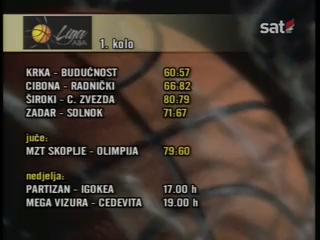 Liga
ABA
sat
1. kolo
KRKA - BUDUĆNOST 60:57
CIBONA - RADNIČKI 66:82
ŠIROKI - C. ZVEZDA 80:79
ZADAR - SOLNOK 71:67
juče:
MZT SKOPLJE - OLIMPIJA 79:60
nedjelja:
PARTIZAN - IGOKEA 17.00 h
MEGA VIZURA - CEDEVITA 19.00 h